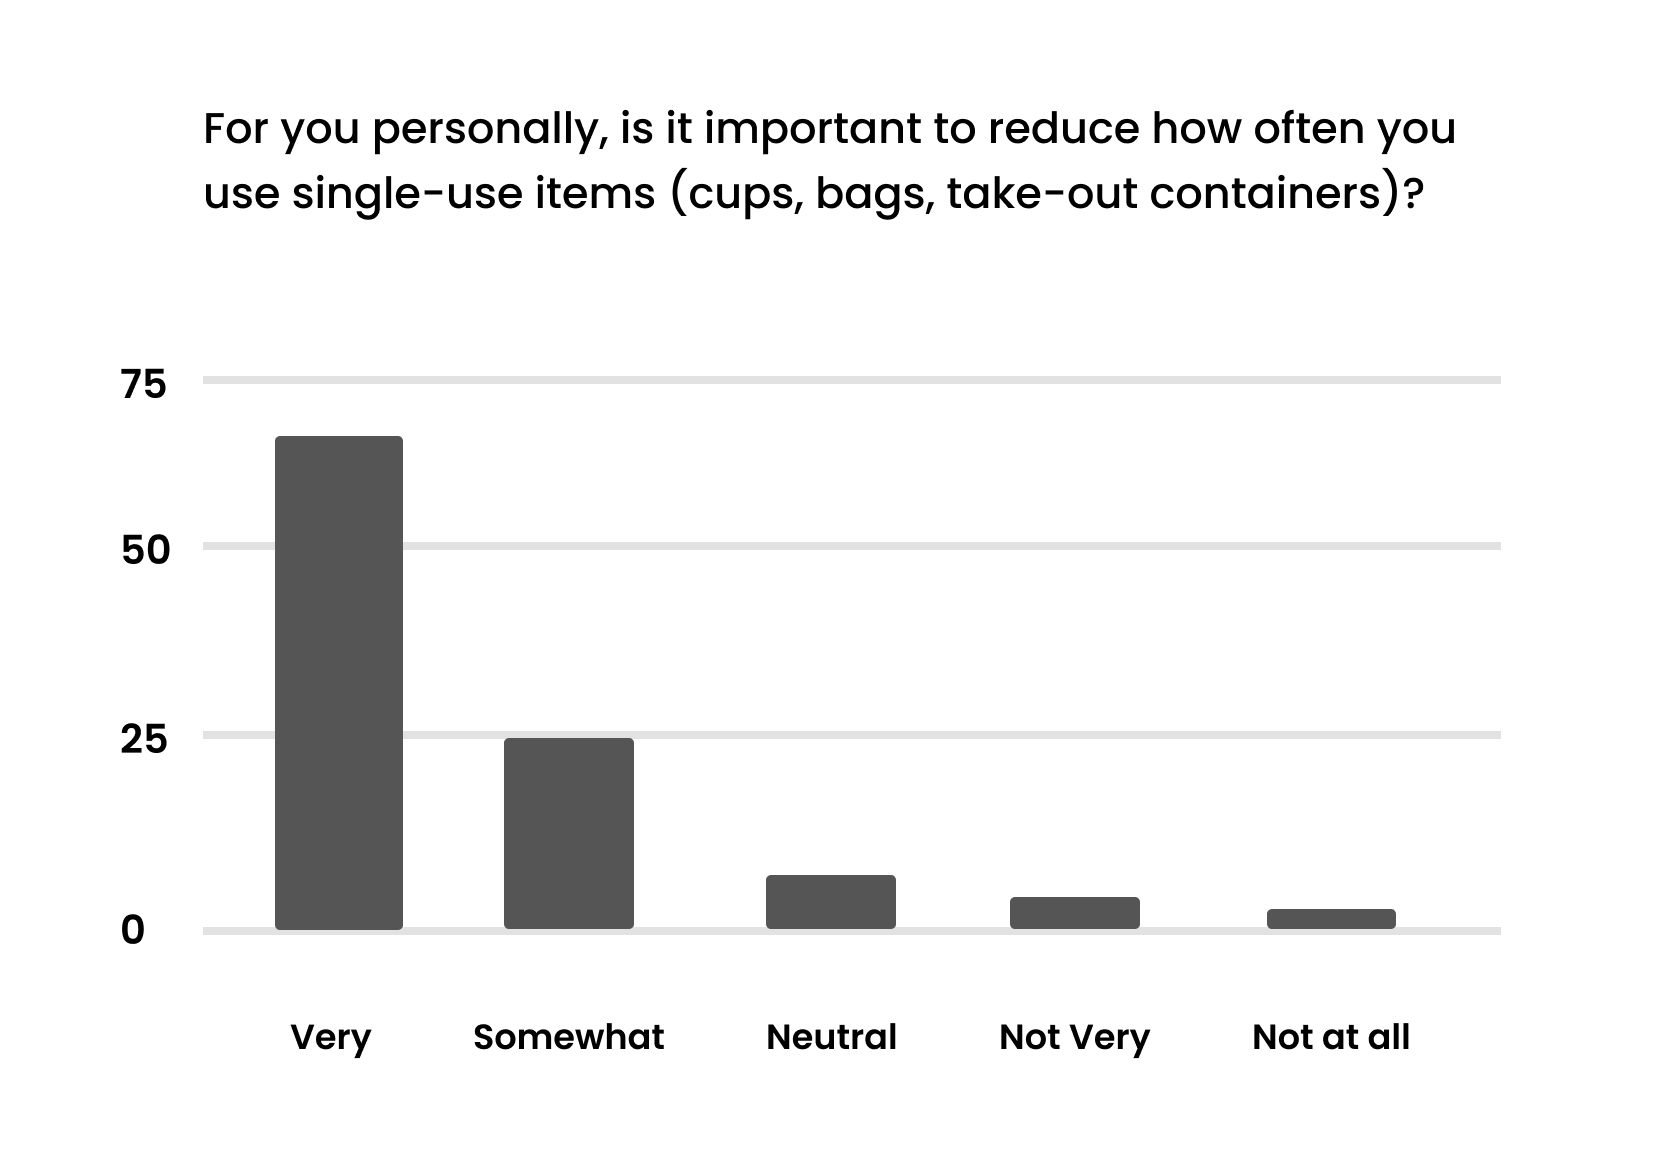 For you personally, is it important to reduce how often you
use single-use items (cups, bags, take-out containers)?
75
50
25
0
Very
Somewhat
Neutral
Not Very
Not at all